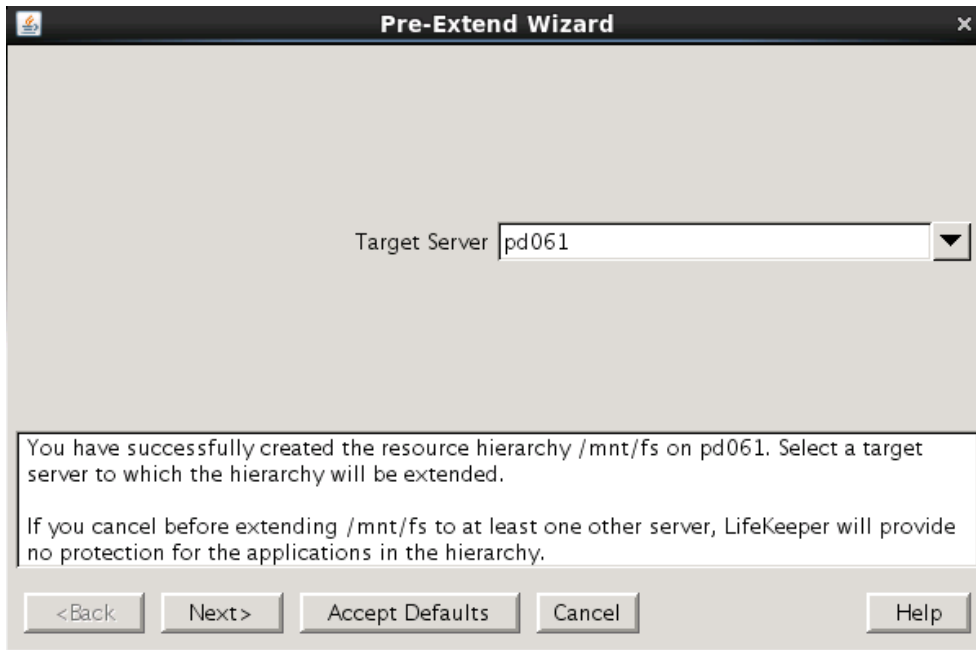 Pre-Extend Wizard
Target Server pd061
You have successfully created the resource hierarchy /mnt/fs on pd061. Select a target
server to which the hierarchy will be extended.
If you cancel before extending /mnt/fs to at least one other server, LifeKeeper will provide
no protection for the applications in the hierarchy.
<Back Next> Accept Defaults Cancel Help